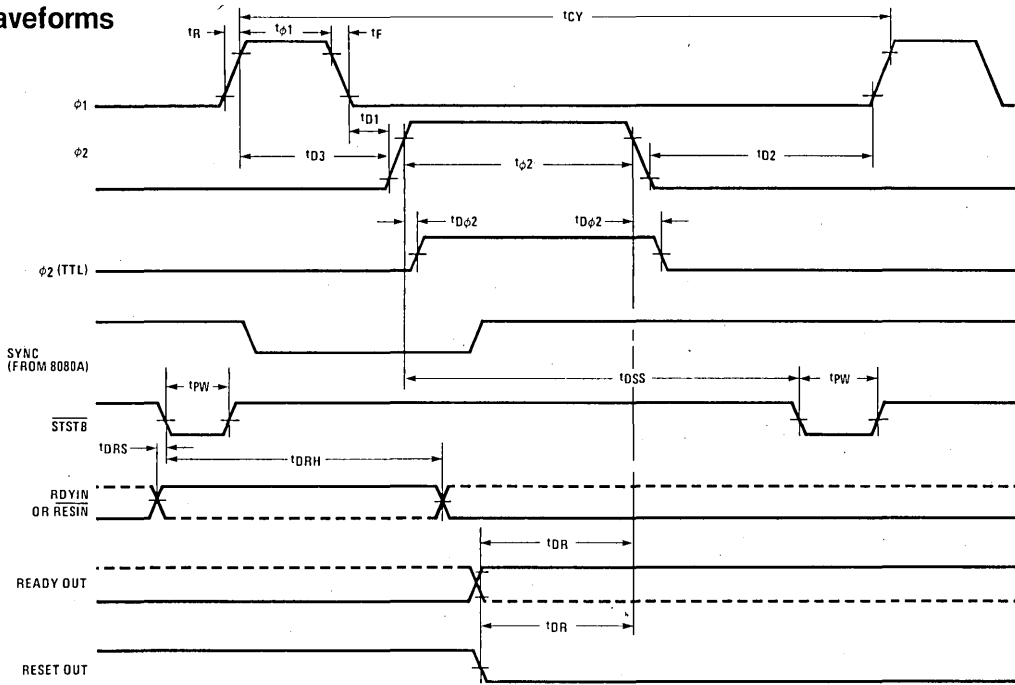 aveforms
tCY
tR
tϕ1
tF
ϕ1
tD1
ϕ2
tD3
tϕ2
tD2
tDϕ2
tDϕ2
ϕ2 (TTL)
SYNC
(FROM 8080A)
tDSS
tPW
tPW
STSTB
tDRS
tDRH
RDYIN
OR RESIN
tDR
READY OUT
tDR
RESET OUT